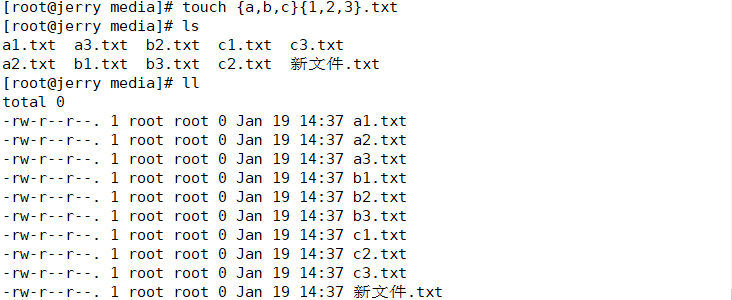 [root@jerry media]# touch {a,b,c}{1,2,3}.txt
[root@jerry media]# ls
a1.txt  a3.txt  b2.txt  c1.txt  c3.txt
a2.txt  b1.txt  b3.txt  c2.txt  新文件.txt
[root@jerry media]# ll
total 0
-rw-r--r--. 1 root root 0 Jan 19 14:37 a1.txt
-rw-r--r--. 1 root root 0 Jan 19 14:37 a2.txt
-rw-r--r--. 1 root root 0 Jan 19 14:37 a3.txt
-rw-r--r--. 1 root root 0 Jan 19 14:37 b1.txt
-rw-r--r--. 1 root root 0 Jan 19 14:37 b2.txt
-rw-r--r--. 1 root root 0 Jan 19 14:37 b3.txt
-rw-r--r--. 1 root root 0 Jan 19 14:37 c1.txt
-rw-r--r--. 1 root root 0 Jan 19 14:37 c2.txt
-rw-r--r--. 1 root root 0 Jan 19 14:37 c3.txt
-rw-r--r--. 1 root root 0 Jan 19 14:37 新文件.txt